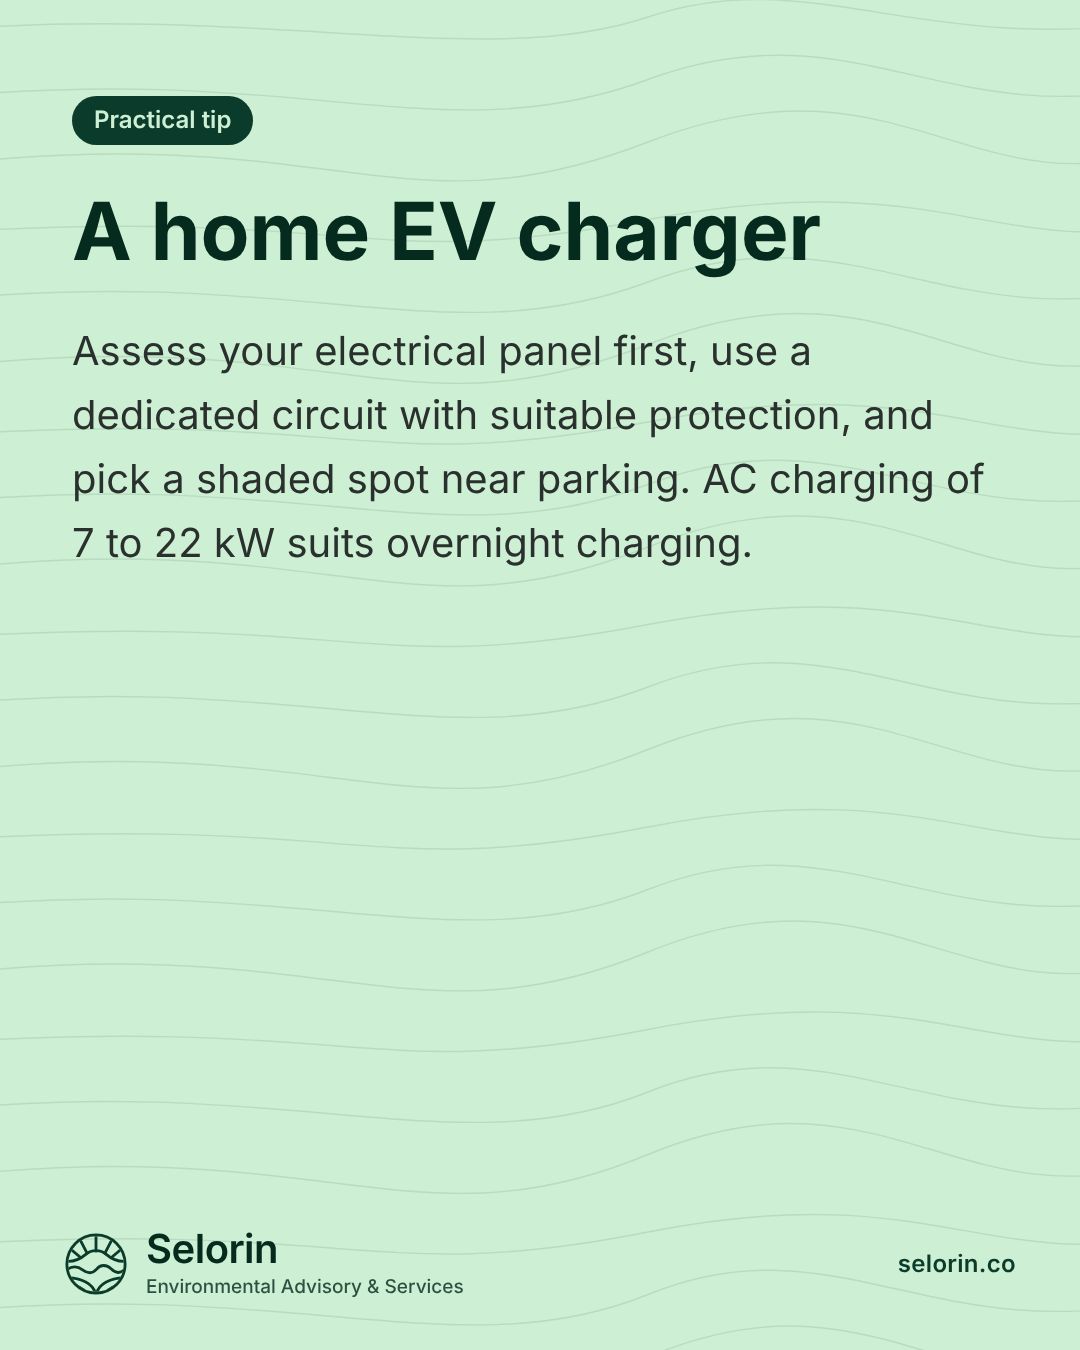 Practical tip
A home EV charger
Assess your electrical panel first, use a
dedicated circuit with suitable protection, and
pick a shaded spot near parking. AC charging of
7 to 22 kW suits overnight charging.
Selorin
Environmental Advisory & Services
selorin.co